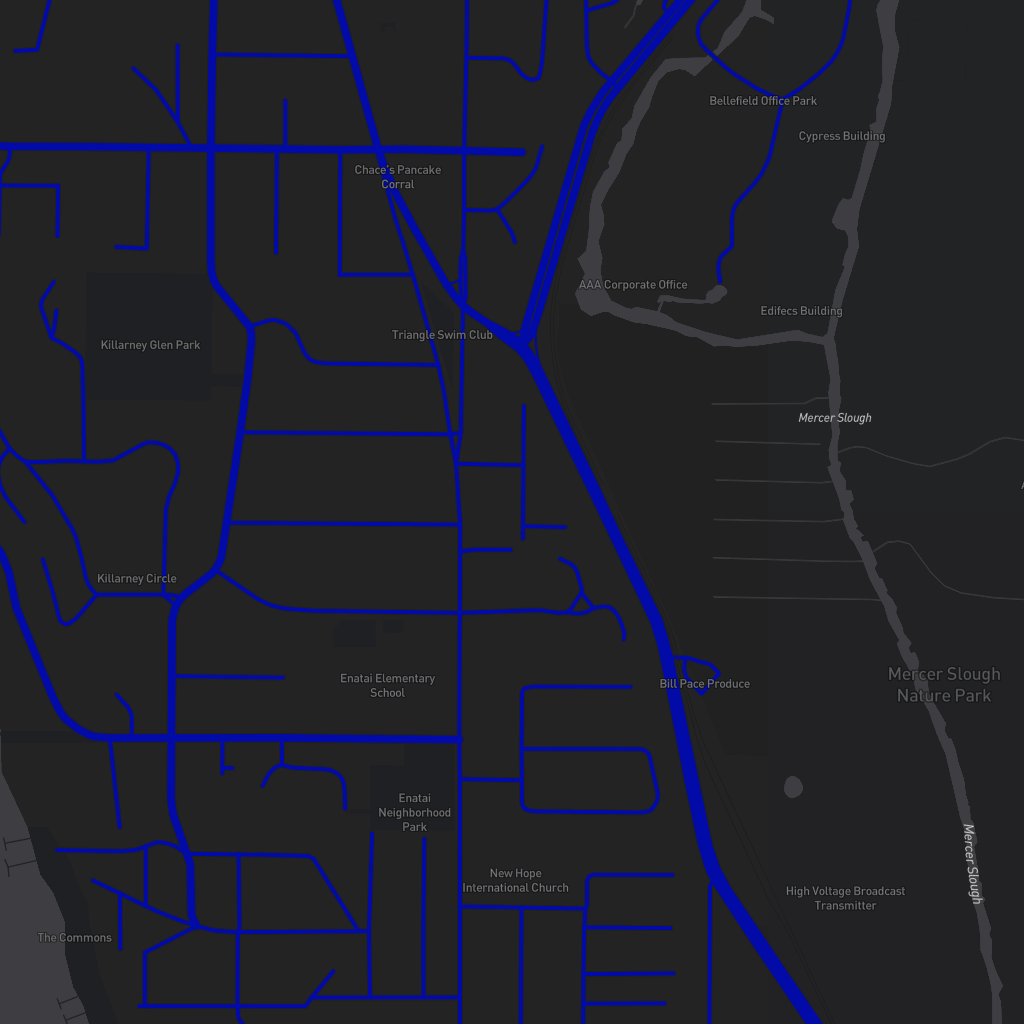 Bellefield Office Park
Cypress Building
Chace's Pancake
Corral
AAA Corporate Office
Edifecs Building
Triangle Swim Club
Killarney Glen Park
Mercer Slough
Killarney Circle
Enatai Elementary
School
Bill Pace Produce
Mercer Slough
Nature Park
Enatai
Neighborhood
Park
Mercer Slough
New Hope
International Church
High Voltage Broadcast
Transmitter
The Commons